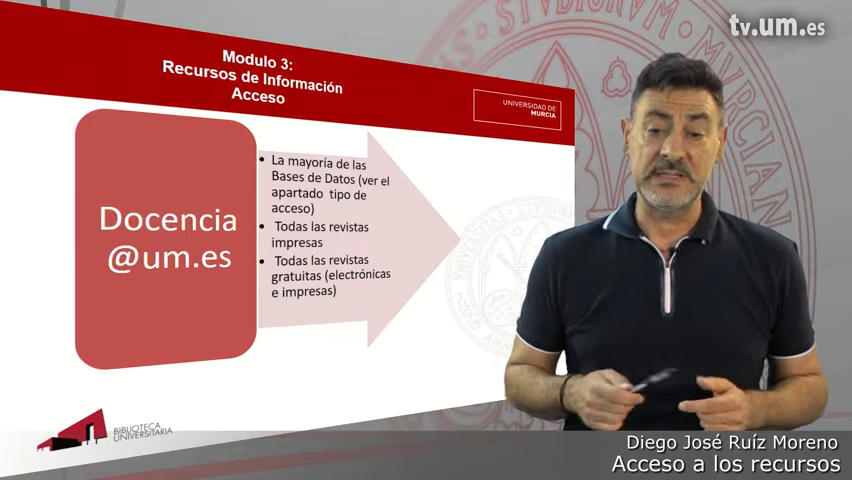 tv.um.es
Modulo 3:
Recursos de Información
Acceso
UNIVERSIDAD DE
MURCIA
Docencia
@um.es
• La mayoría de las
Bases de Datos (ver el
apartado tipo de
acceso)
• Todas las revistas
impresas
• Todas las revistas
gratuitas (electrónicas
e impresas)
BIBLIOTECA
UNIVERSITARIA
Diego José Ruíz Moreno
Acceso a los recursos